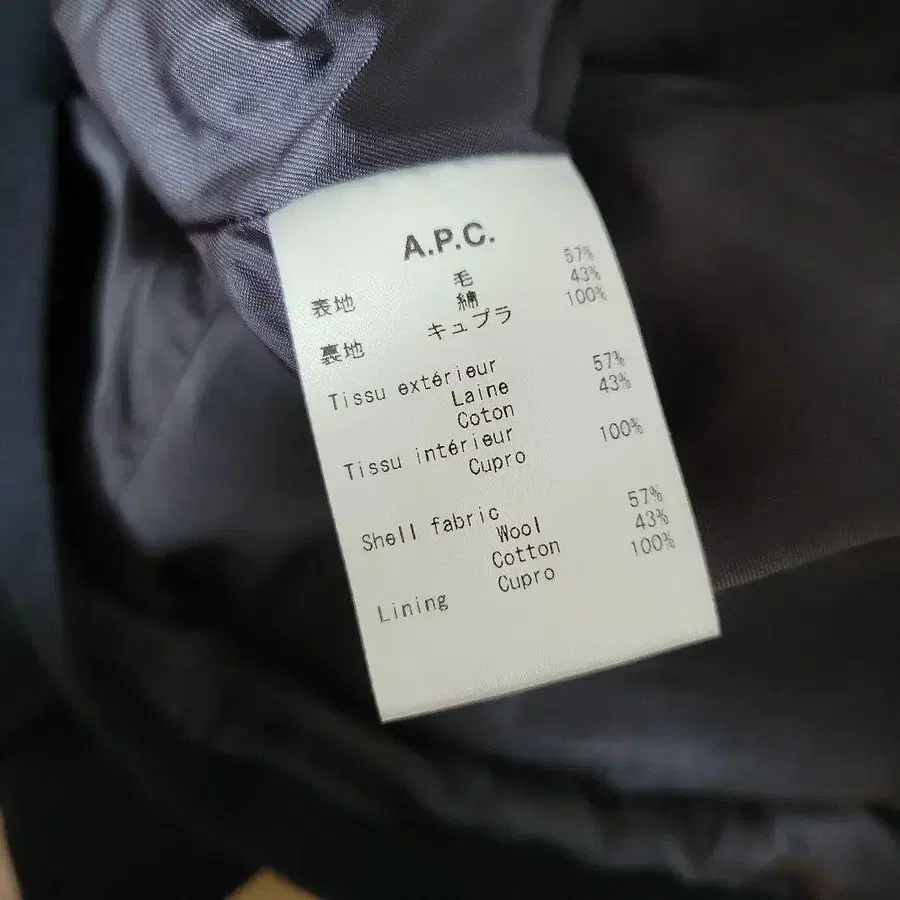 A.P.C.
表地 毛 57%
綿 43%
裏地 キュプラ 100%
Tissu extérieur
Laine 57%
Coton 43%
Tissu intérieur
Cupro 100%
Shell fabric
Wool 57%
Cotton 43%
Lining Cupro 100%